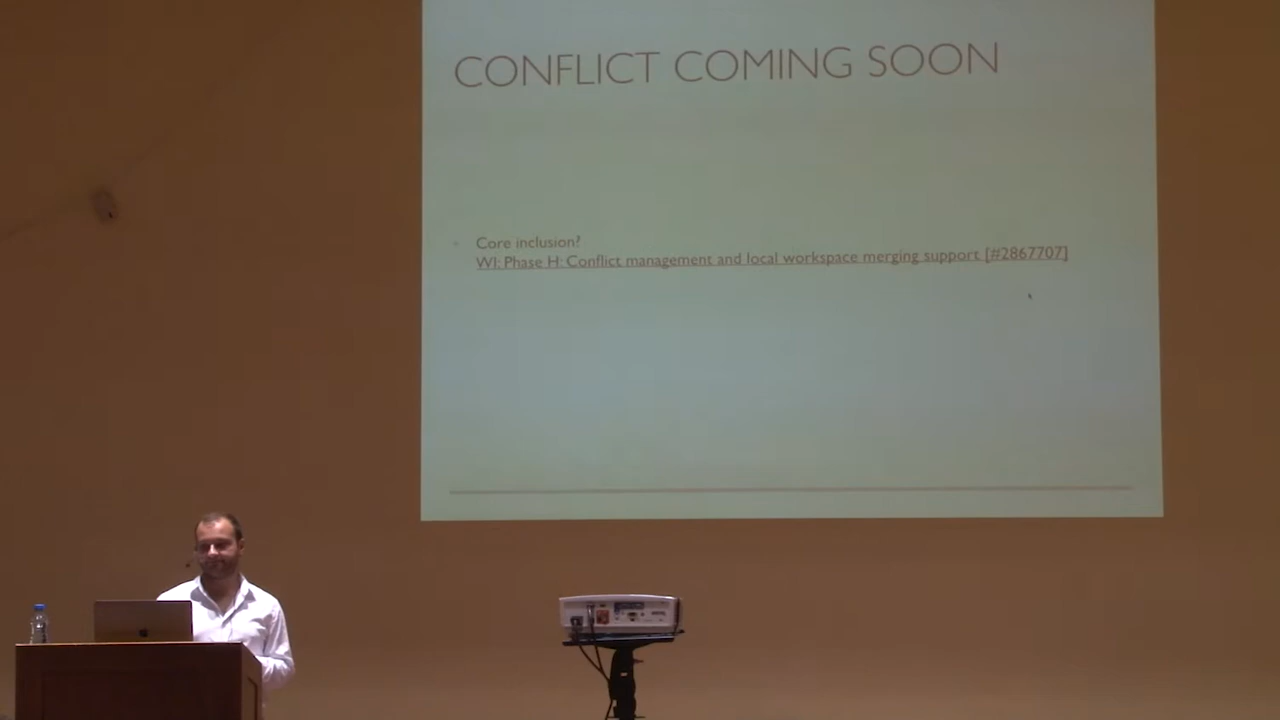 CONFLICT COMING SOON
Core inclusion?
WI: Phase H: Conflict management and local workspace merging support [#2867707]